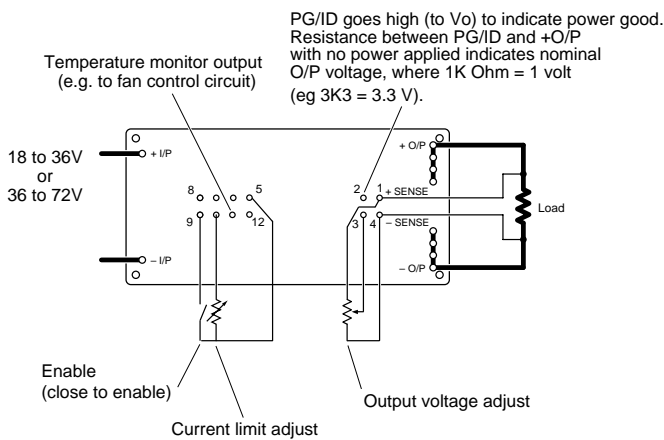 PG/ID goes high (to Vo) to indicate power good.
Resistance between PG/ID and +O/P
with no power applied indicates nominal
O/P voltage, where 1K Ohm = 1 volt
(eg 3K3 = 3.3 V).
Temperature monitor output
(e.g. to fan control circuit)
18 to 36V
or
36 to 72V
+ I/P
+ O/P
8
5
2
1
+ SENSE
Load
9
12
3
4
– SENSE
– I/P
– O/P
Enable
(close to enable)
Output voltage adjust
Current limit adjust